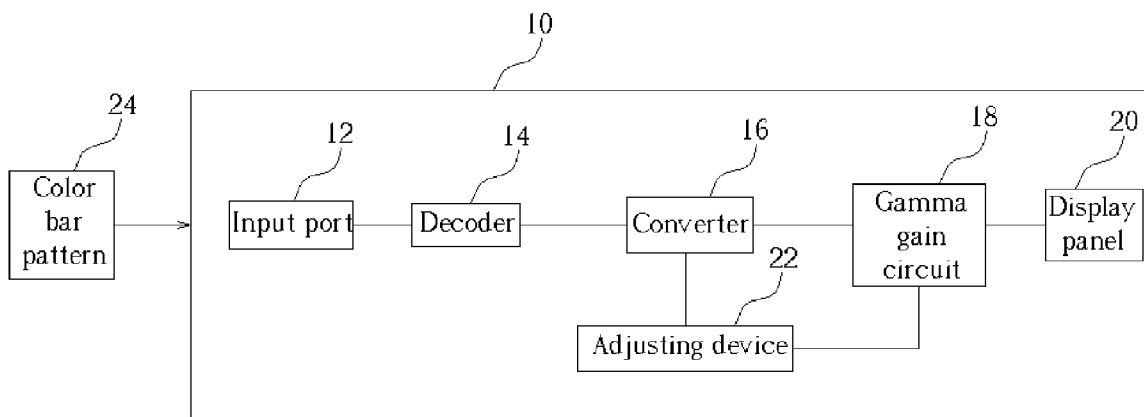 10
24
12
14
16
18
20
Color
bar
pattern
Input port
Decoder
Converter
Gamma
gain
circuit
Display
panel
22
Adjusting device